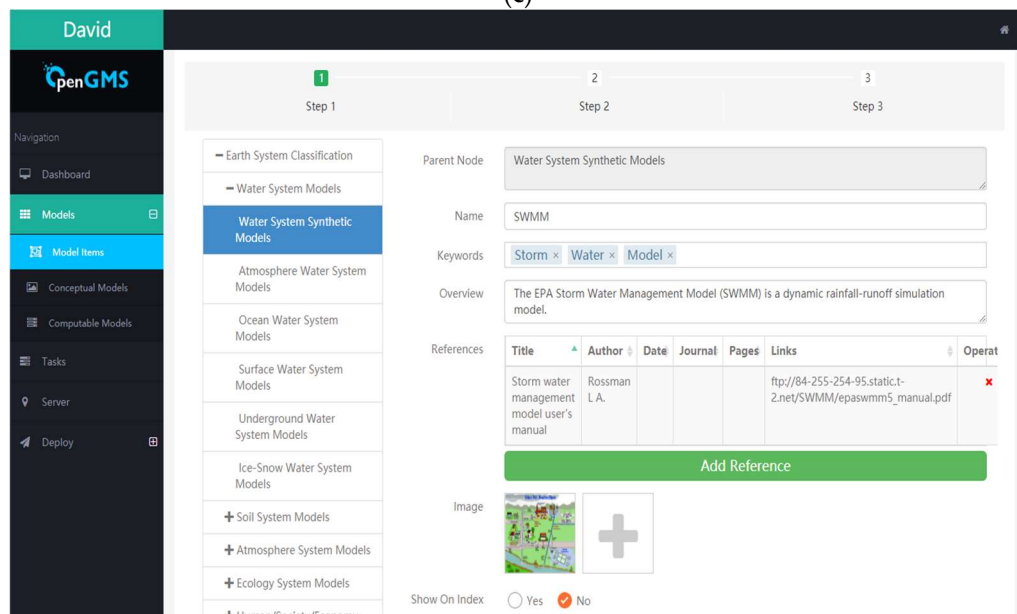 David
OpenGMS
Navigation
Dashboard
Models
Model Items
Conceptual Models
Computable Models
Tasks
Server
Deploy
1
Step 1
2
Step 2
3
Step 3
Earth System Classification
Water System Models
Water System Synthetic
Models
Atmosphere Water System
Models
Ocean Water System
Models
Surface Water System
Models
Underground Water
System Models
Ice-Snow Water System
Models
Soil System Models
Atmosphere System Models
Ecology System Models
Parent Node
Water System Synthetic Models
Name
SWMM
Keywords
Storm × Water × Model ×
Overview
The EPA Storm Water Management Model (SWMM) is a dynamic rainfall-runoff simulation
model.
References
Title Author Date Journal Pages Links Operat
Storm water
management
model user's
manual
Rossman
L A.
ftp://84-255-254-95.static.t-
2.net/SWMM/epaswmm5_manual.pdf
Add Reference
Image
Show On Index
Yes
No